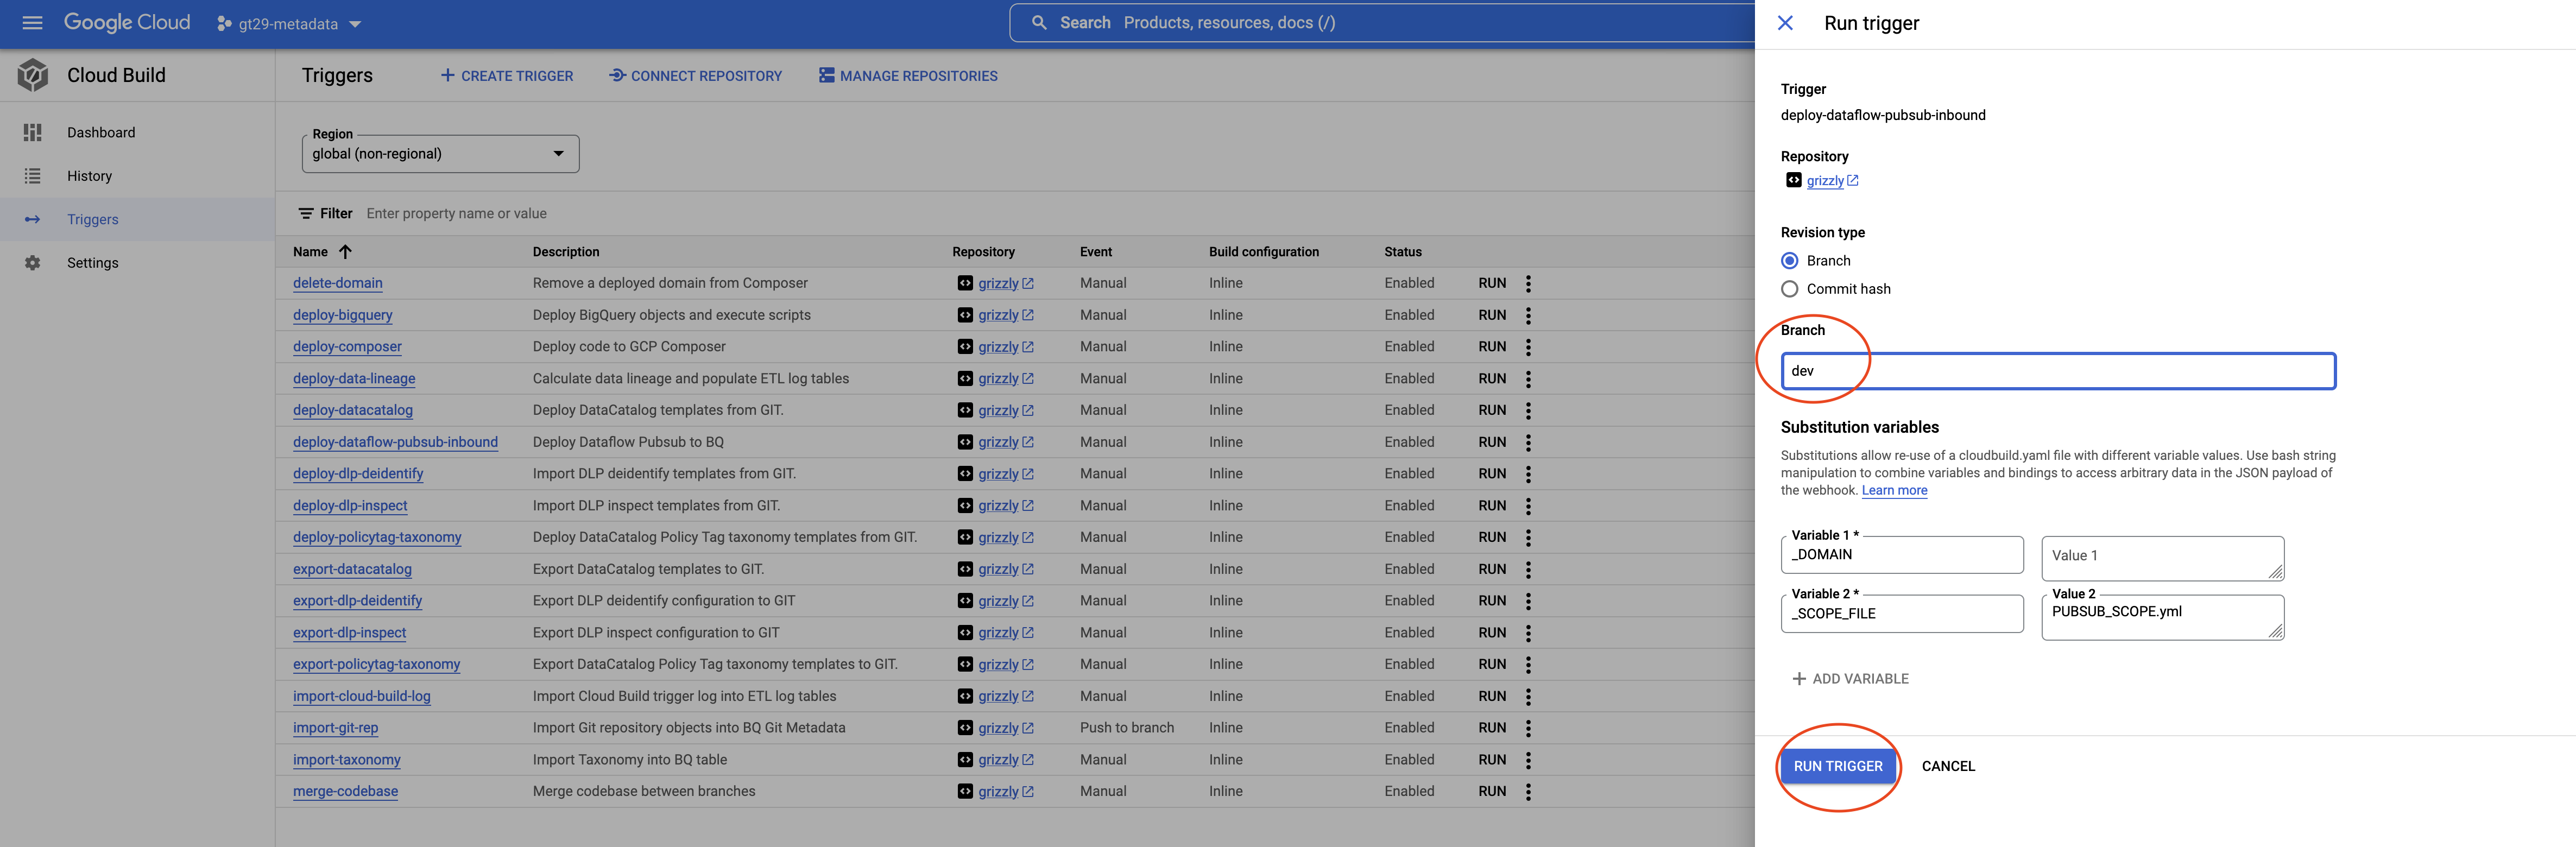 Google Cloud gt29-metadata Search Products, resources, docs (/)
Cloud Build
Dashboard
History
Triggers
Settings
Triggers CREATE TRIGGER CONNECT REPOSITORY MANAGE REPOSITORIES
Region
global (non-regional)
Filter Enter property name or value
Name Description Repository Event Build configuration Status
delete-domain Remove a deployed domain from Composer grizzly Manual Inline Enabled RUN
deploy-bigquery Deploy BigQuery objects and execute scripts grizzly Manual Inline Enabled RUN
deploy-composer Deploy code to GCP Composer grizzly Manual Inline Enabled RUN
deploy-data-lineage Calculate data lineage and populate ETL log tables grizzly Manual Inline Enabled RUN
deploy-datacatalog Deploy DataCatalog templates from GIT. grizzly Manual Inline Enabled RUN
deploy-dataflow-pubsub-inbound Deploy Dataflow Pubsub to BQ grizzly Manual Inline Enabled RUN
deploy-dlp-deidentify Import DLP deidentify templates from GIT. grizzly Manual Inline Enabled RUN
deploy-dlp-inspect Import DLP inspect templates from GIT. grizzly Manual Inline Enabled RUN
deploy-policytag-taxonomy Deploy DataCatalog Policy Tag taxonomy templates from GIT. grizzly Manual Inline Enabled RUN
export-datacatalog Export DataCatalog templates to GIT. grizzly Manual Inline Enabled RUN
export-dlp-deidentify Export DLP deidentify configuration to GIT grizzly Manual Inline Enabled RUN
export-dlp-inspect Export DLP inspect configuration to GIT grizzly Manual Inline Enabled RUN
export-policytag-taxonomy Export DataCatalog Policy Tag taxonomy templates to GIT. grizzly Manual Inline Enabled RUN
import-cloud-build-log Import Cloud Build trigger log into ETL log tables grizzly Manual Inline Enabled RUN
import-git-rep Import Git repository objects into BQ Git Metadata grizzly Push to branch Inline Enabled RUN
import-taxonomy Import Taxonomy into BQ table grizzly Manual Inline Enabled RUN
merge-codebase Merge codebase between branches grizzly Manual Inline Enabled RUN
Run trigger
Trigger
deploy-dataflow-pubsub-inbound
Repository
grizzly
Revision type
Branch
Commit hash
Branch
dev
Substitution variables
Substitutions allow re-use of a cloudbuild.yaml file with different variable values. Use bash string
manipulation to combine variables and bindings to access arbitrary data in the JSON payload of
the webhook. Learn more
Variable 1 *
_DOMAIN Value 1
Variable 2 * Value 2
_SCOPE_FILE PUBSUB_SCOPE.yml
ADD VARIABLE
RUN TRIGGER CANCEL